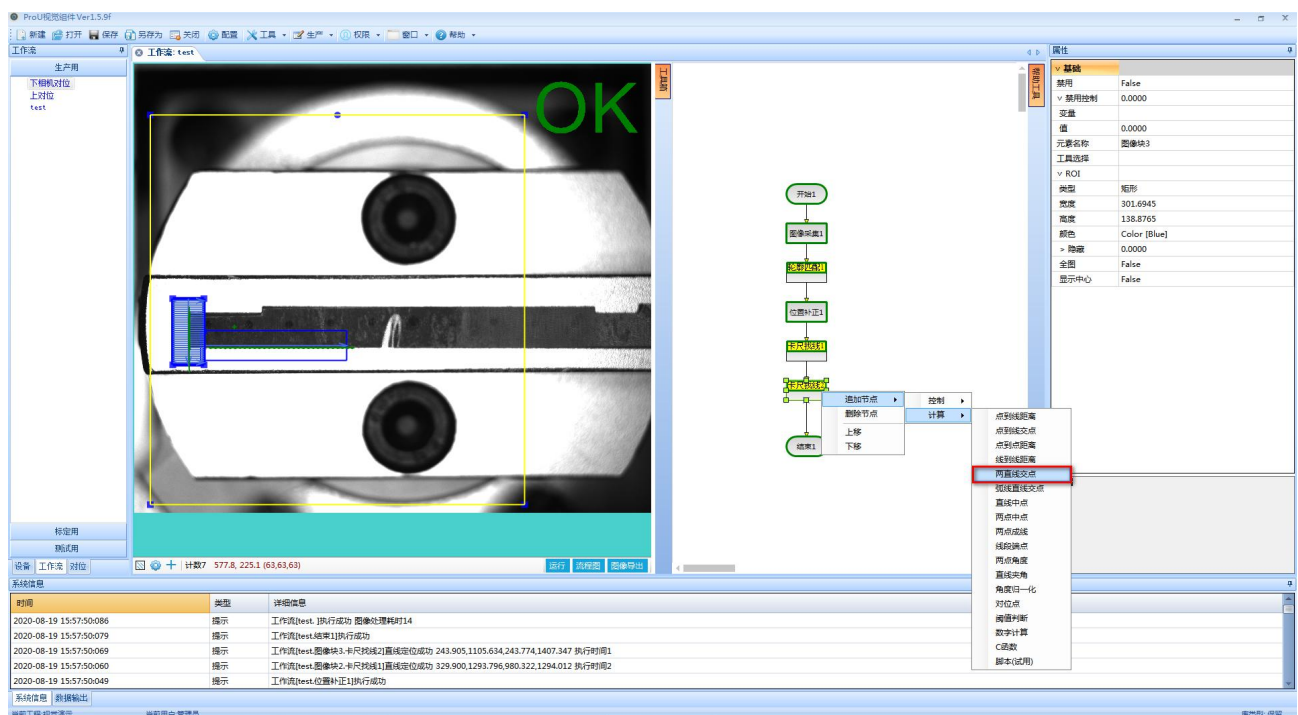 ProU视觉组件Ver1.5.9f
新建 打开 保存 另存为 关闭 配置 工具 生产 权限 窗口 帮助
工作流
生产用
下相机对位
上对位
test
标定用
测试用
设备 工作流 对位
工作流: test
OK
计数7 577.8, 225.1 (63,63,63)
运行 流程图 图像导出
工具箱
帮助工具
开始1
图像采集1
轮廓匹配1
位置补正1
卡尺找线1
卡尺找线2
结束1
追加节点
删除节点
上移
下移
控制
计算
点到线距离
点到线交点
点到点距离
线到线距离
两直线交点
弧线直线交点
直线中点
两点中点
两点成线
线段端点
两点角度
直线夹角
角度归一化
对位点
阈值判断
数字计算
C函数
脚本(试用)
属性
基础
禁用 False
禁用控制 0.0000
变量
值 0.0000
元素名称 图像块3
工具选择
ROI
类型 矩形
宽度 301.6945
高度 138.8765
颜色 Color [Blue]
隐藏 0.0000
全图 False
显示中心 False
系统信息
时间 类型 详细信息
2020-08-19 15:57:50:086 提示 工作流[test. ]执行成功 图像处理耗时14
2020-08-19 15:57:50:079 提示 工作流[test.结束1]执行成功
2020-08-19 15:57:50:069 提示 工作流[test.图像块3.卡尺找线2]直线定位成功 243.905,1105.634,243.774,1407.347 执行时间1
2020-08-19 15:57:50:060 提示 工作流[test.图像块2.卡尺找线1]直线定位成功 329.900,1293.796,980.322,1294.012 执行时间2
2020-08-19 15:57:50:049 提示 工作流[test.位置补正1]执行成功
系统信息 数据输出